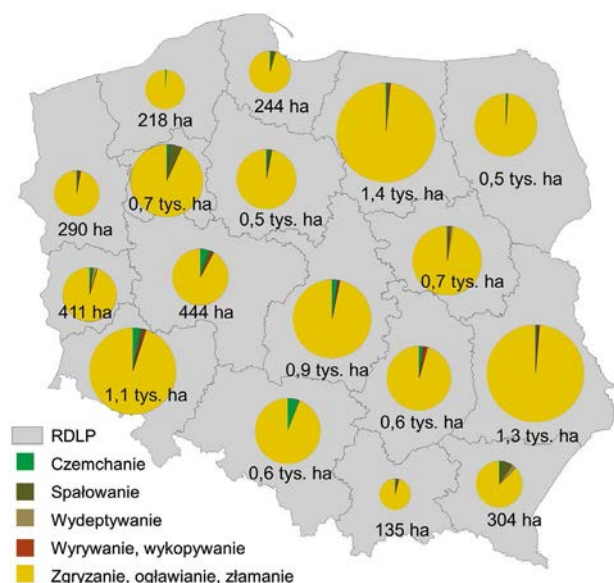 218 ha
244 ha
1,4 tys. ha
0,5 tys. ha
290 ha
0,7 tys. ha
0,5 tys. ha
411 ha
444 ha
0,7 tys. ha
1,1 tys. ha
0,9 tys. ha
0,6 tys. ha
1,3 tys. ha
0,6 tys. ha
135 ha
304 ha
RDLP
Czemchanie
Spałowanie
Wydeptywanie
Wyrywanie, wykopywanie
Zgryzanie, ogławianie, złamanie